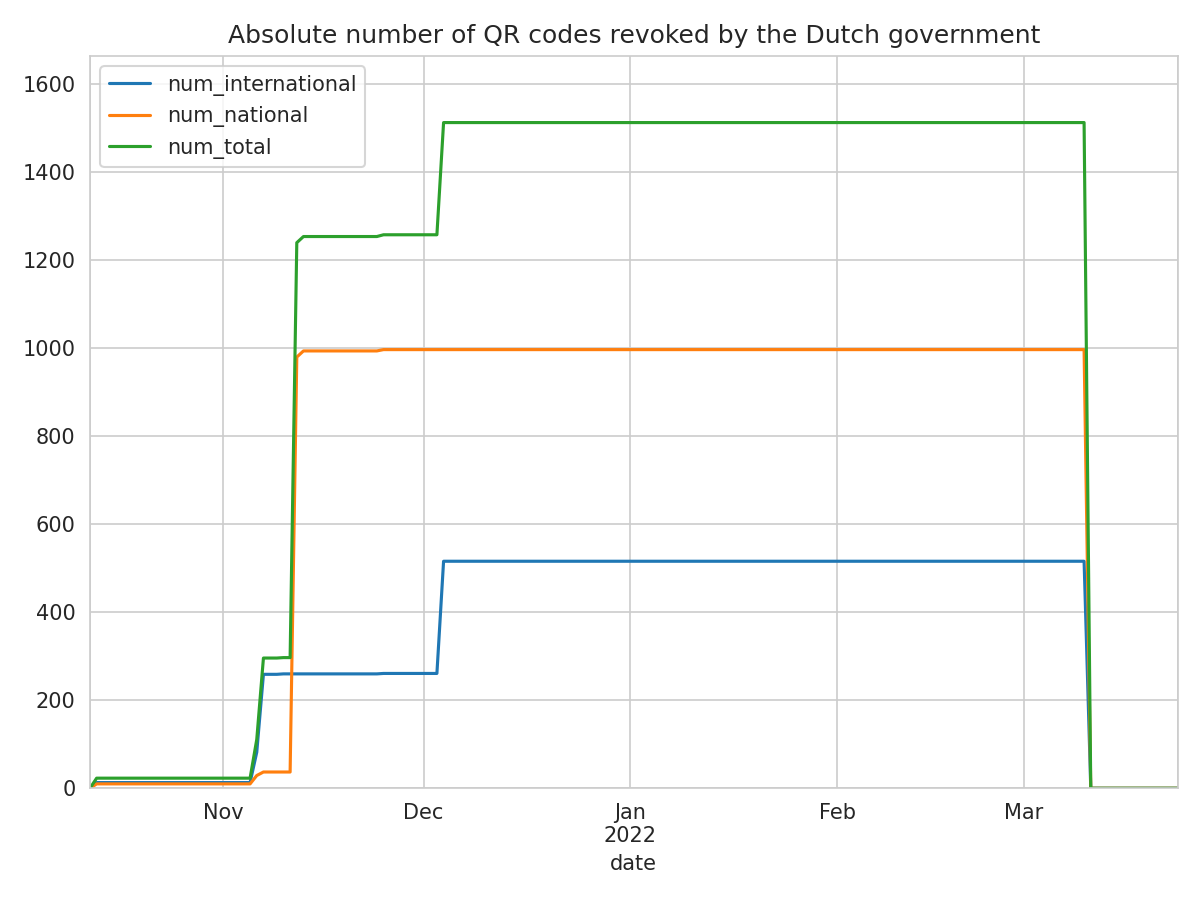 Absolute number of QR codes revoked by the Dutch government
num_international
num_national
num_total
1600
1400
1200
1000
800
600
400
200
0
Nov
Dec
Jan
2022
Feb
Mar
date